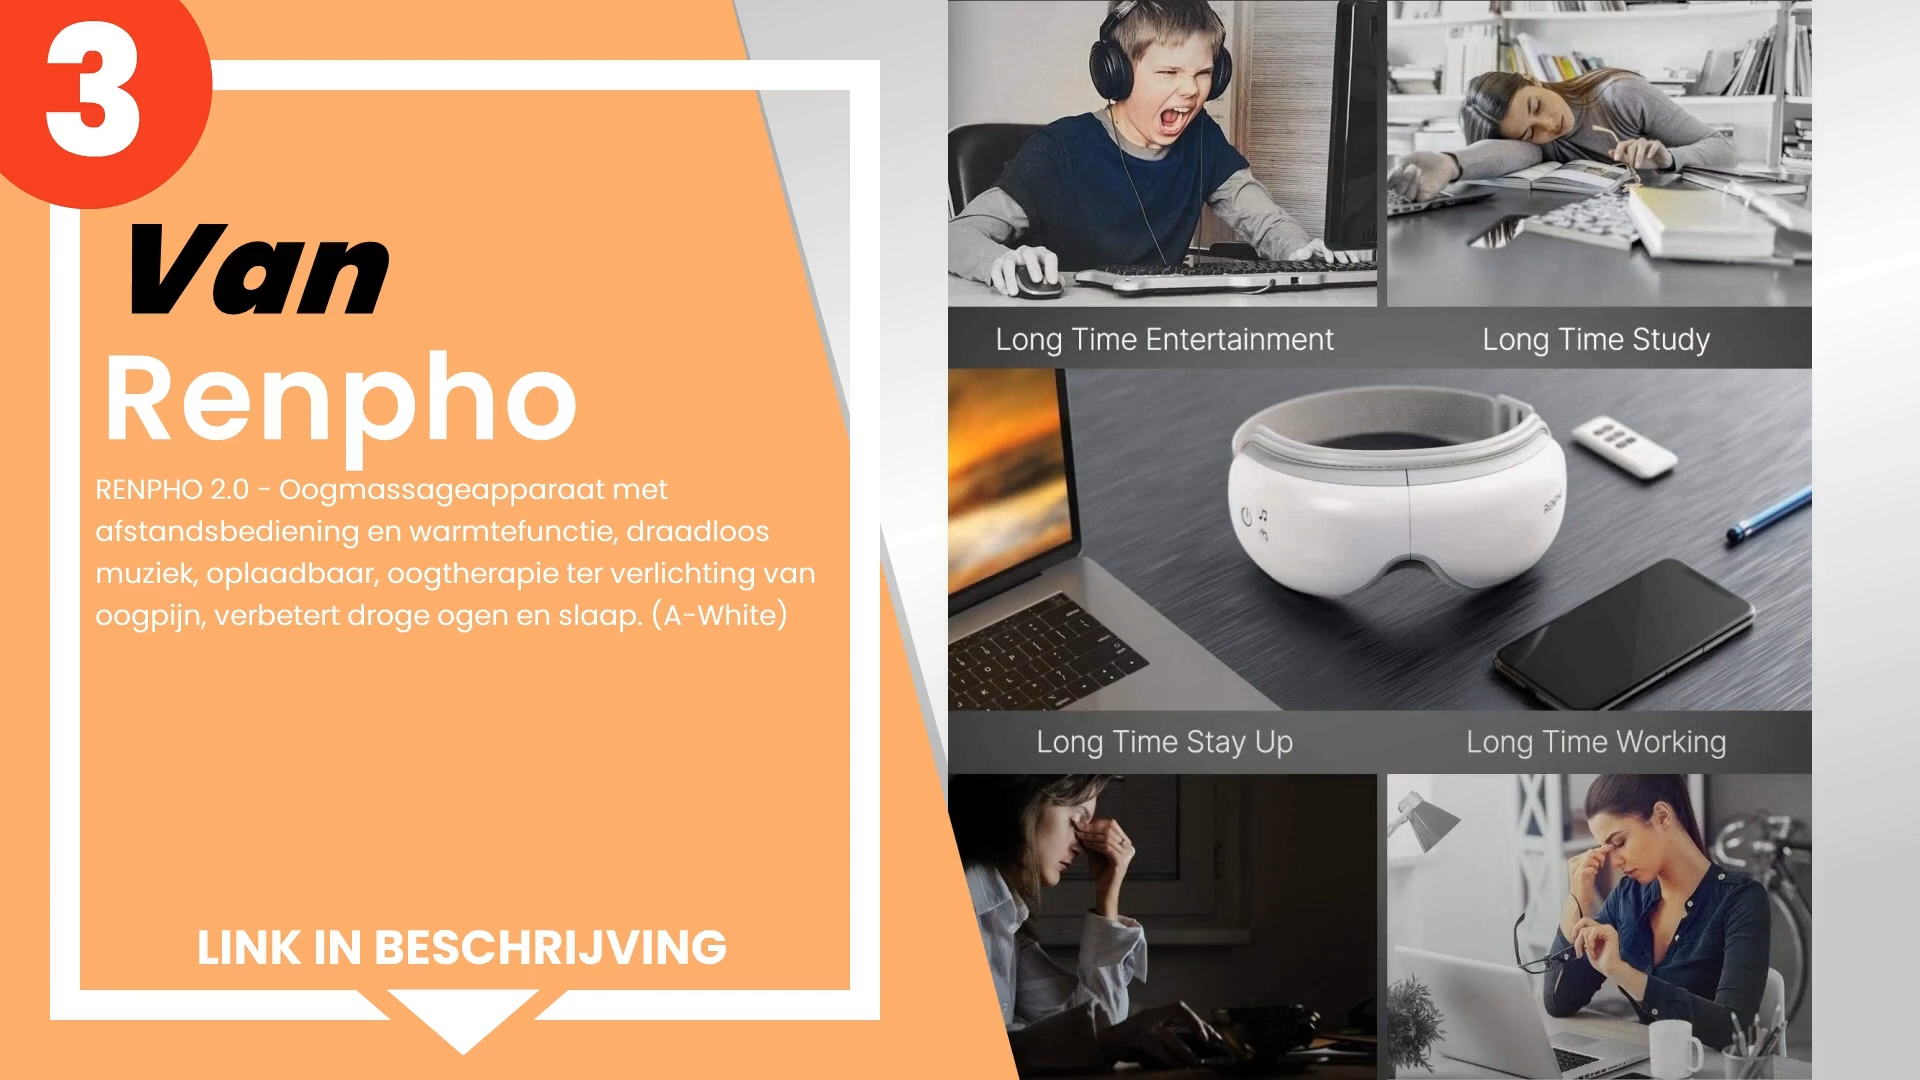 3
Van
Renpho
RENPHO 2.0 - Oogmassageapparaat met
afstandsbediening en warmtefunctie, draadloos
muziek, oplaadbaar, oogtherapie ter verlichting van
oogpijn, verbetert droge ogen en slaap. (A-White)
LINK IN BESCHRIJVING
Long Time Entertainment
Long Time Study
RENPHO
Long Time Stay Up
Long Time Working